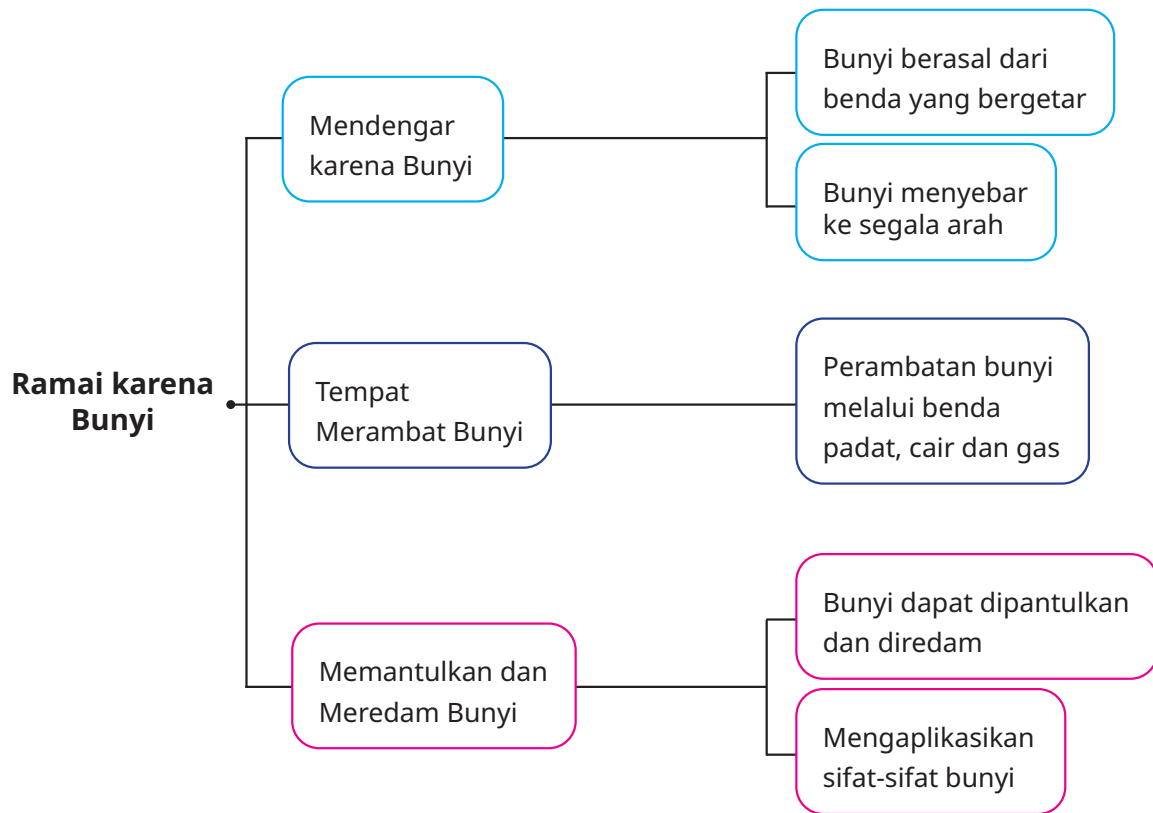 Ramai karena
Bunyi
Mendengar
karena Bunyi
Bunyi berasal dari
benda yang bergetar
Bunyi menyebar
ke segala arah
Tempat
Merambat Bunyi
Perambatan bunyi
melalui benda
padat, cair dan gas
Memantulkan dan
Meredam Bunyi
Bunyi dapat dipantulkan
dan diredam
Mengaplikasikan
sifat-sifat bunyi